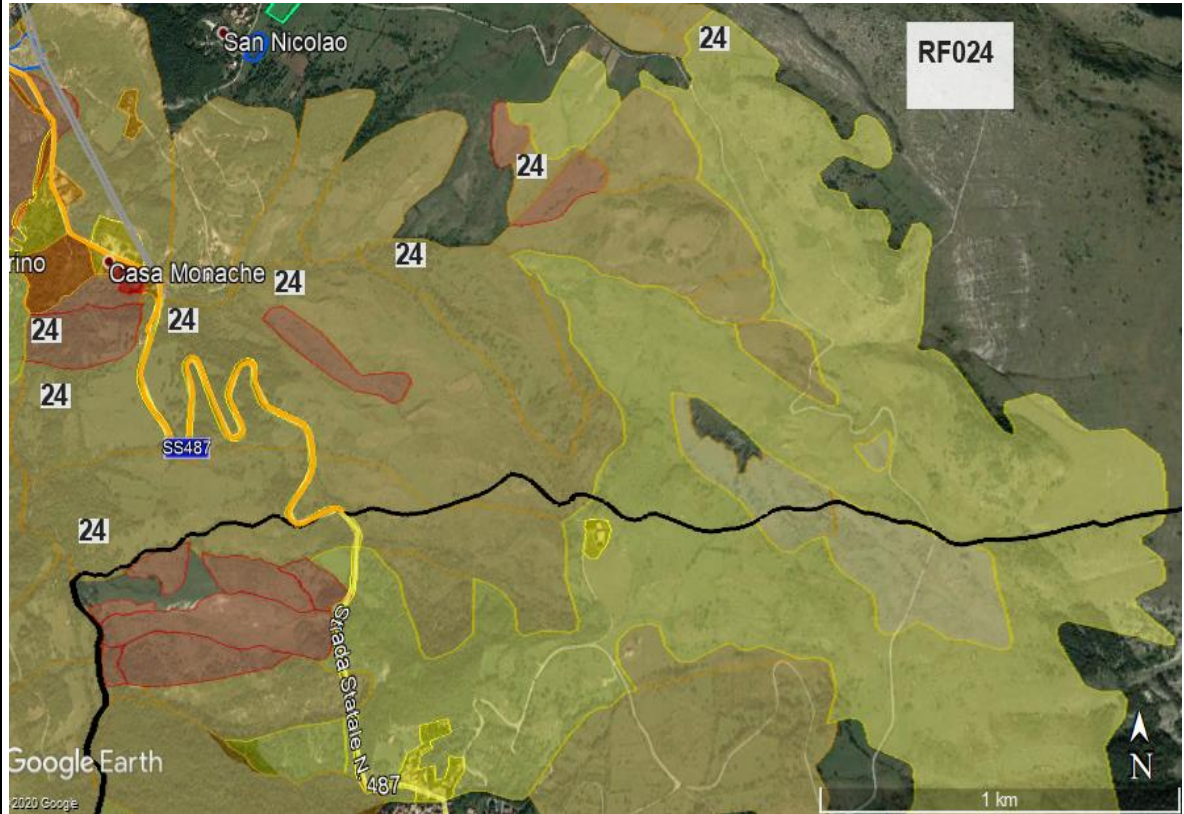 24
RF024
San Nicolao
24
24
rino
Casa Monache
24
24
24
24
SS487
24
Strada Statale N. 487
Google Earth
N
2020 Google
1 km